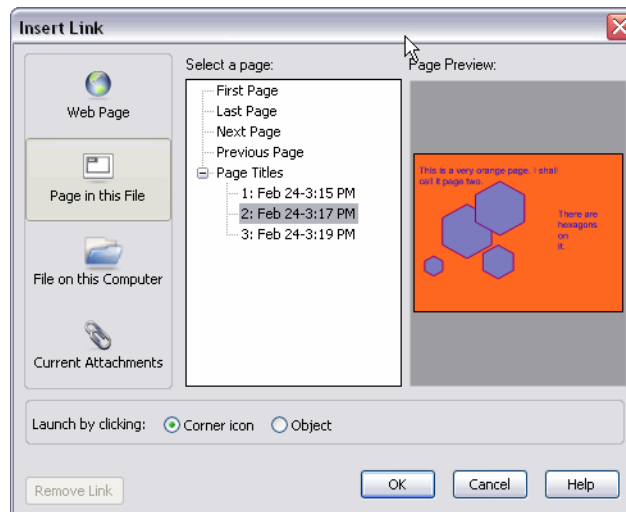 Insert Link
Web Page
Page in this File
File on this Computer
Current Attachments
Select a page:
First Page
Last Page
Next Page
Previous Page
Page Titles
1: Feb 24-3:15 PM
2: Feb 24-3:17 PM
3: Feb 24-3:19 PM
Page Preview:
This is a very orange page. I shall
call it page two.
There are
hexagons
on
it.
Launch by clicking:
Corner icon
Object
Remove Link
OK
Cancel
Help